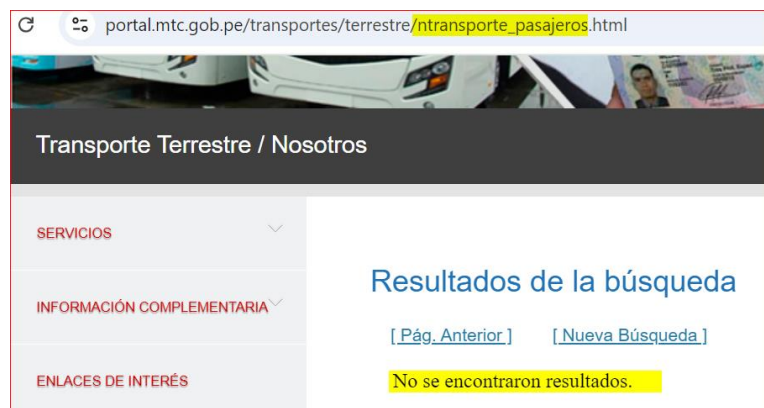 portal.mtc.gob.pe/transportes/terrestre/ntransporte_pasajeros.html
Transporte Terrestre / Nosotros
SERVICIOS
INFORMACIÓN COMPLEMENTARIA
ENLACES DE INTERÉS
Resultados de la búsqueda
[ Pág. Anterior ] [ Nueva Búsqueda ]
No se encontraron resultados.